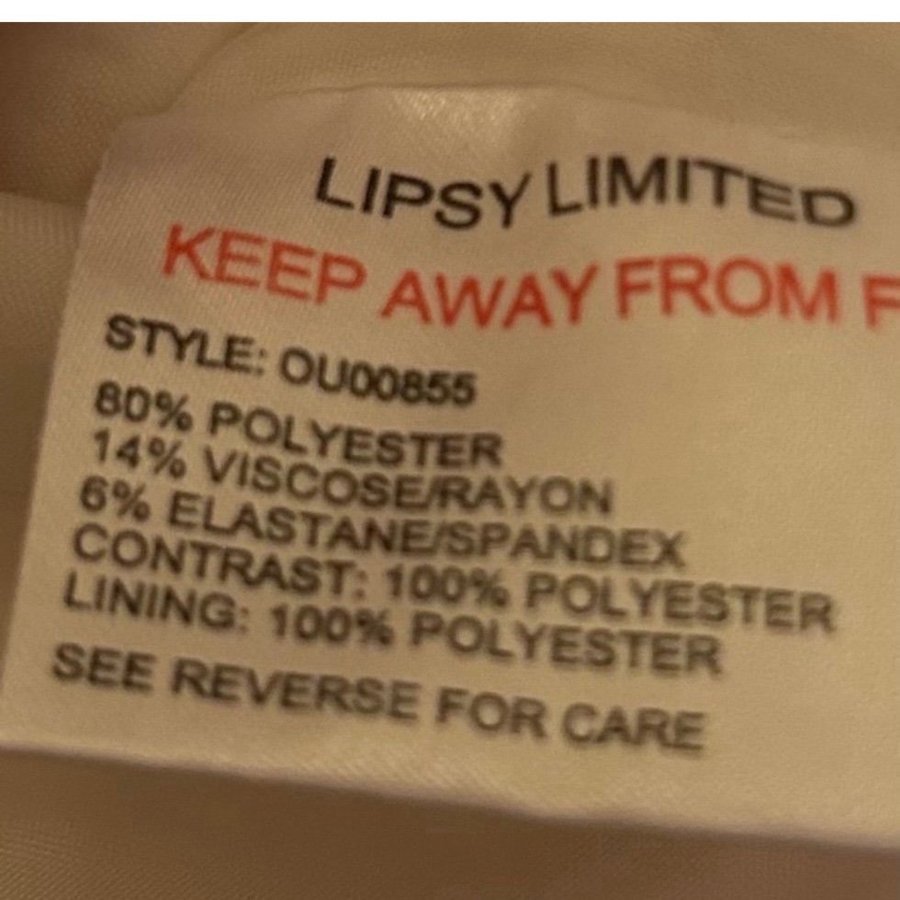 LIPSY LIMITED
KEEP AWAY FROM F
STYLE: OU00855
80% POLYESTER
14% VISCOSE/RAYON
6% ELASTANE/SPANDEX
CONTRAST: 100% POLYESTER
LINING: 100% POLYESTER
SEE REVERSE FOR CARE